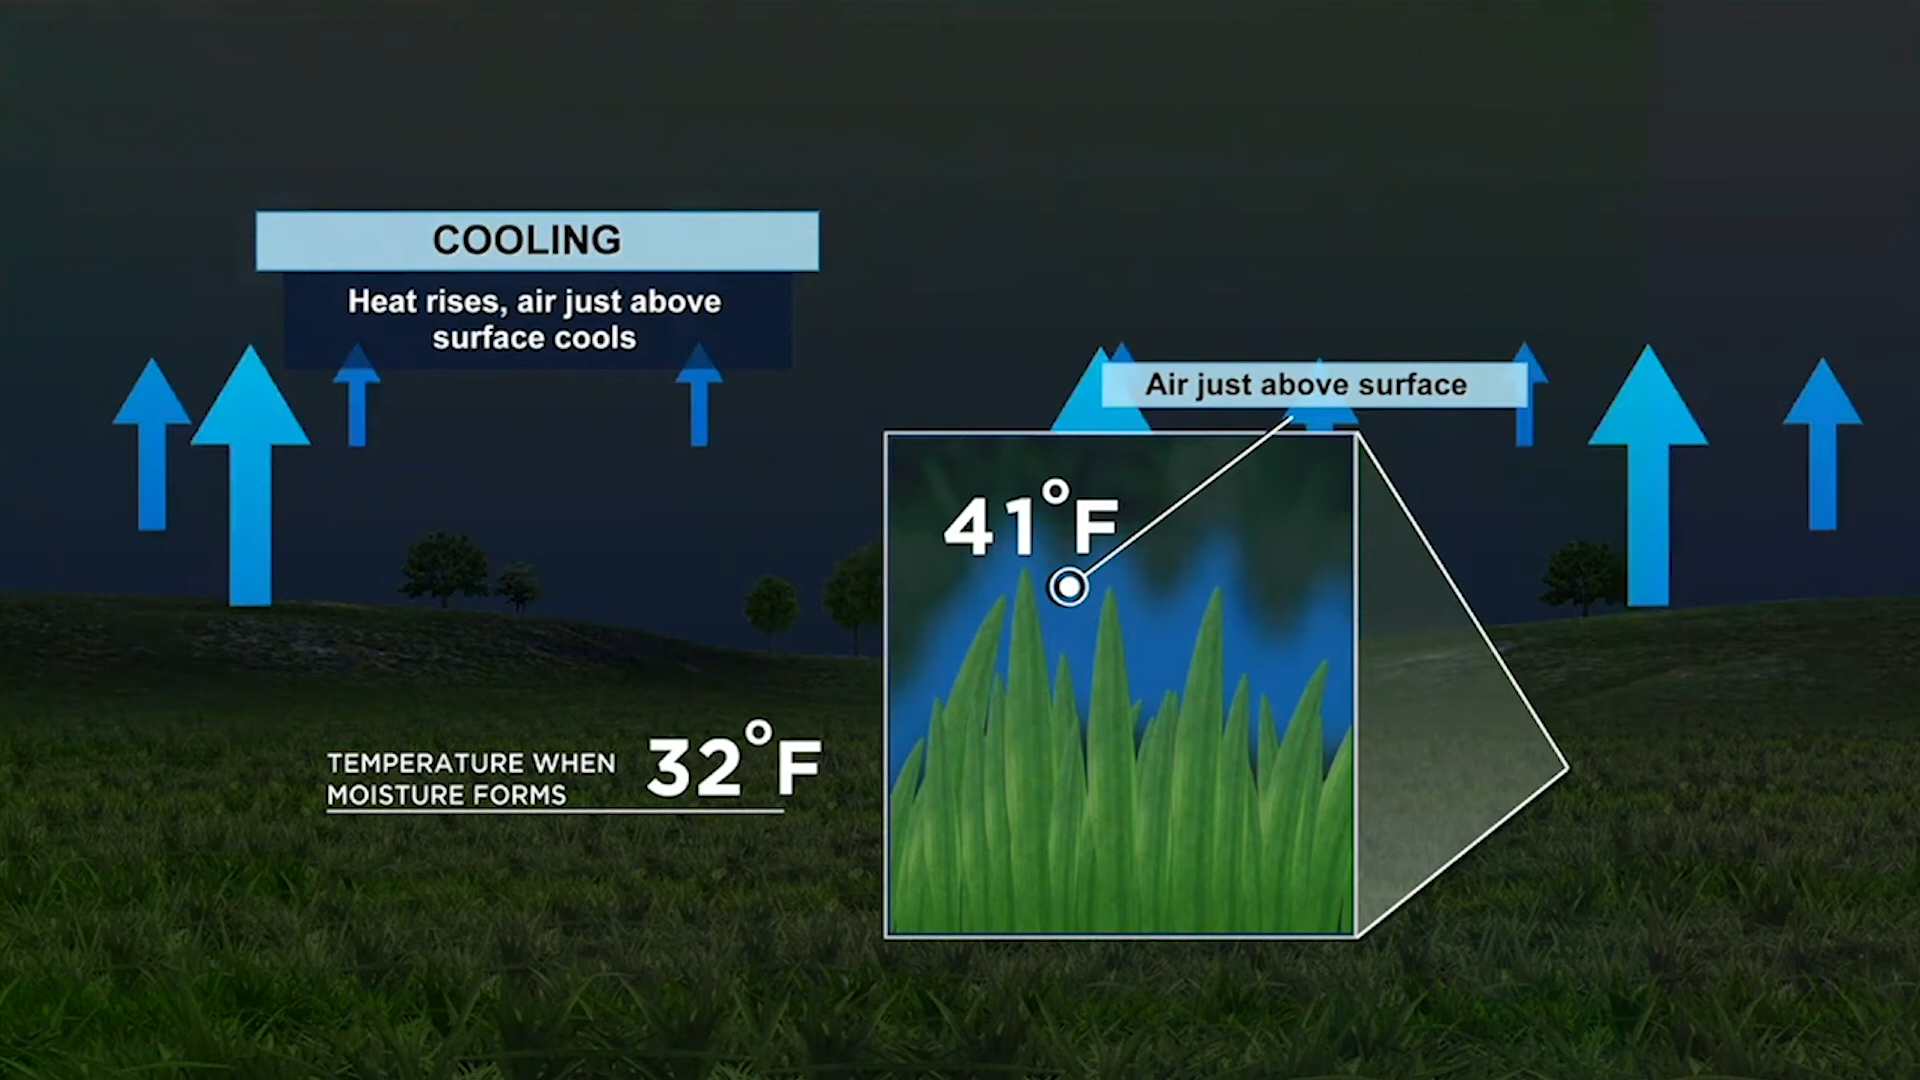 COOLING
Heat rises, air just above
surface cools
Air just above surface
41°F
TEMPERATURE WHEN
MOISTURE FORMS
32°F